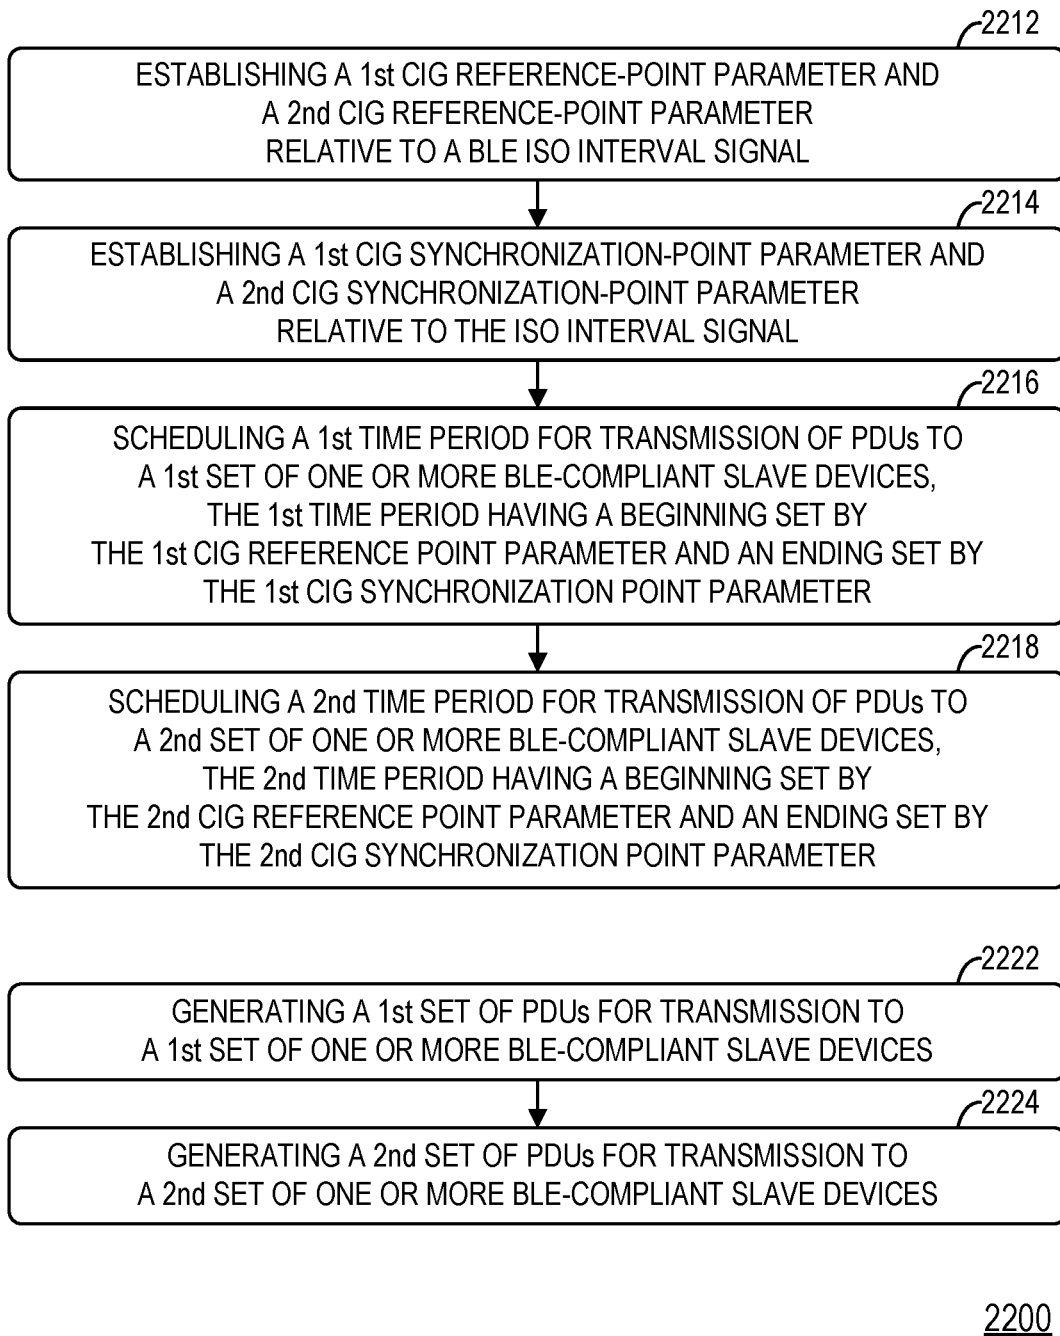 2212
ESTABLISHING A 1st CIG REFERENCE-POINT PARAMETER AND
A 2nd CIG REFERENCE-POINT PARAMETER
RELATIVE TO A BLE ISO INTERVAL SIGNAL
2214
ESTABLISHING A 1st CIG SYNCHRONIZATION-POINT PARAMETER AND
A 2nd CIG SYNCHRONIZATION-POINT PARAMETER
RELATIVE TO THE ISO INTERVAL SIGNAL
2216
SCHEDULING A 1st TIME PERIOD FOR TRANSMISSION OF PDUs TO
A 1st SET OF ONE OR MORE BLE-COMPLIANT SLAVE DEVICES,
THE 1st TIME PERIOD HAVING A BEGINNING SET BY
THE 1st CIG REFERENCE POINT PARAMETER AND AN ENDING SET BY
THE 1st CIG SYNCHRONIZATION POINT PARAMETER
2218
SCHEDULING A 2nd TIME PERIOD FOR TRANSMISSION OF PDUs TO
A 2nd SET OF ONE OR MORE BLE-COMPLIANT SLAVE DEVICES,
THE 2nd TIME PERIOD HAVING A BEGINNING SET BY
THE 2nd CIG REFERENCE POINT PARAMETER AND AN ENDING SET BY
THE 2nd CIG SYNCHRONIZATION POINT PARAMETER
2222
GENERATING A 1st SET OF PDUs FOR TRANSMISSION TO
A 1st SET OF ONE OR MORE BLE-COMPLIANT SLAVE DEVICES
2224
GENERATING A 2nd SET OF PDUs FOR TRANSMISSION TO
A 2nd SET OF ONE OR MORE BLE-COMPLIANT SLAVE DEVICES
2200